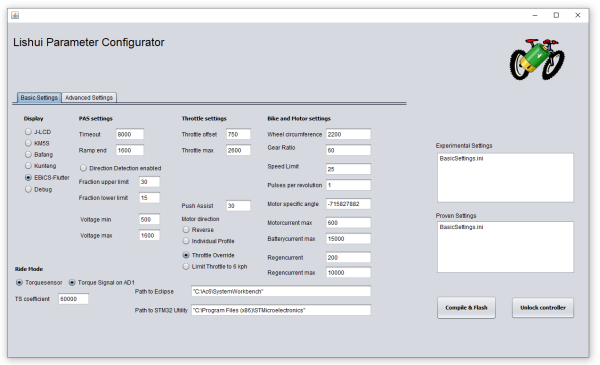 Lishui Parameter Configurator
Basic Settings
Advanced Settings
Display
J-LCD
KM5S
Bafang
Kunteng
EBiCS-Flutter
Debug
PAS settings
Timeout 8000
Ramp end 1600
Direction Detection enabled
Fraction upper limit 30
Fraction lower limit 15
Voltage min 500
Voltage max 1600
Throttle settings
Throttle offset 750
Throttle max 2600
Push Assist 30
Motor direction
Reverse
Individual Profile
Throttle Override
Limit Throttle to 6 kph
Bike and Motor settings
Wheel circumference 2200
Gear Ratio 60
Speed Limit 25
Pulses per revolution 1
Motor specific angle -715827882
Motorcurrent max 600
Batterycurrent max 15000
Regencurrent 200
Regencurrent max 10000
Ride Mode
Torquesensor
Torque Signal on AD1
TS coefficient 60000
Path to Eclipse "C:\Ac6\SystemWorkbench"
Path to STM32 Utility "C:\Program Files (x86)\STMicroelectronics"
Experimental Settings
BasicSettings.ini
Proven Settings
BasicSettings.ini
Compile & Flash
Unlock controller